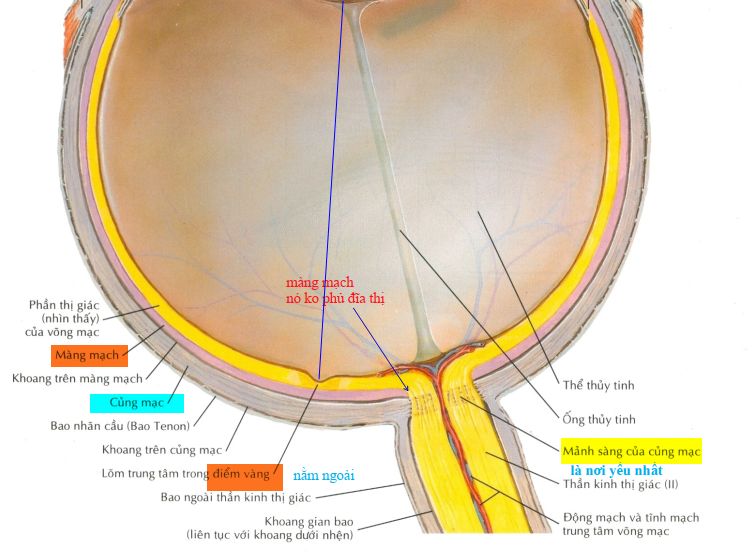 màng mạch
nó ko phủ đĩa thị
Phần thị giác
(nhìn thấy)
của võng mạc
Màng mạch
Khoang trên màng mạch
Củng mạc
Bao nhãn cầu (Bao Tenon)
Khoang trên củng mạc
Lõm trung tâm trong điểm vàng
nằm ngoài
Bao ngoài thần kinh thị giác
Khoang gian bao
(liên tục với khoang dưới nhện)
Thể thủy tinh
Ống thủy tinh
Mảnh sàng của củng mạc
là nơi yêu nhất
Thần kinh thị giác (II)
Động mạch và tĩnh mạch
trung tâm võng mạc